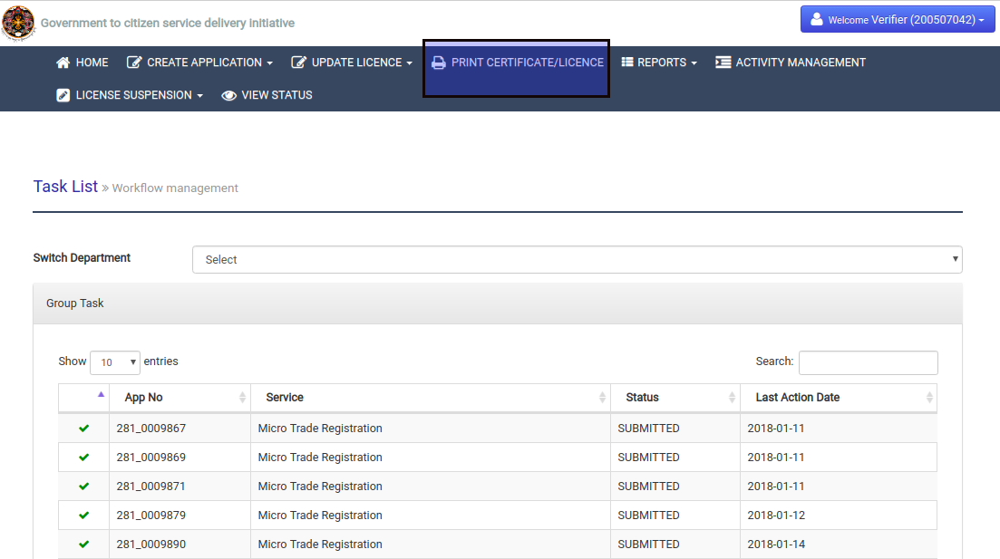 Government to citizen service delivery initiative
Welcome Verifier (200507042)
HOME CREATE APPLICATION UPDATE LICENCE PRINT CERTIFICATE/LICENCE REPORTS ACTIVITY MANAGEMENT
LICENSE SUSPENSION VIEW STATUS
Task List » Workflow management
Switch Department Select
Group Task
Show 10 entries Search:
App No Service Status Last Action Date
281_0009867 Micro Trade Registration SUBMITTED 2018-01-11
281_0009869 Micro Trade Registration SUBMITTED 2018-01-11
281_0009871 Micro Trade Registration SUBMITTED 2018-01-11
281_0009879 Micro Trade Registration SUBMITTED 2018-01-12
281_0009890 Micro Trade Registration SUBMITTED 2018-01-14